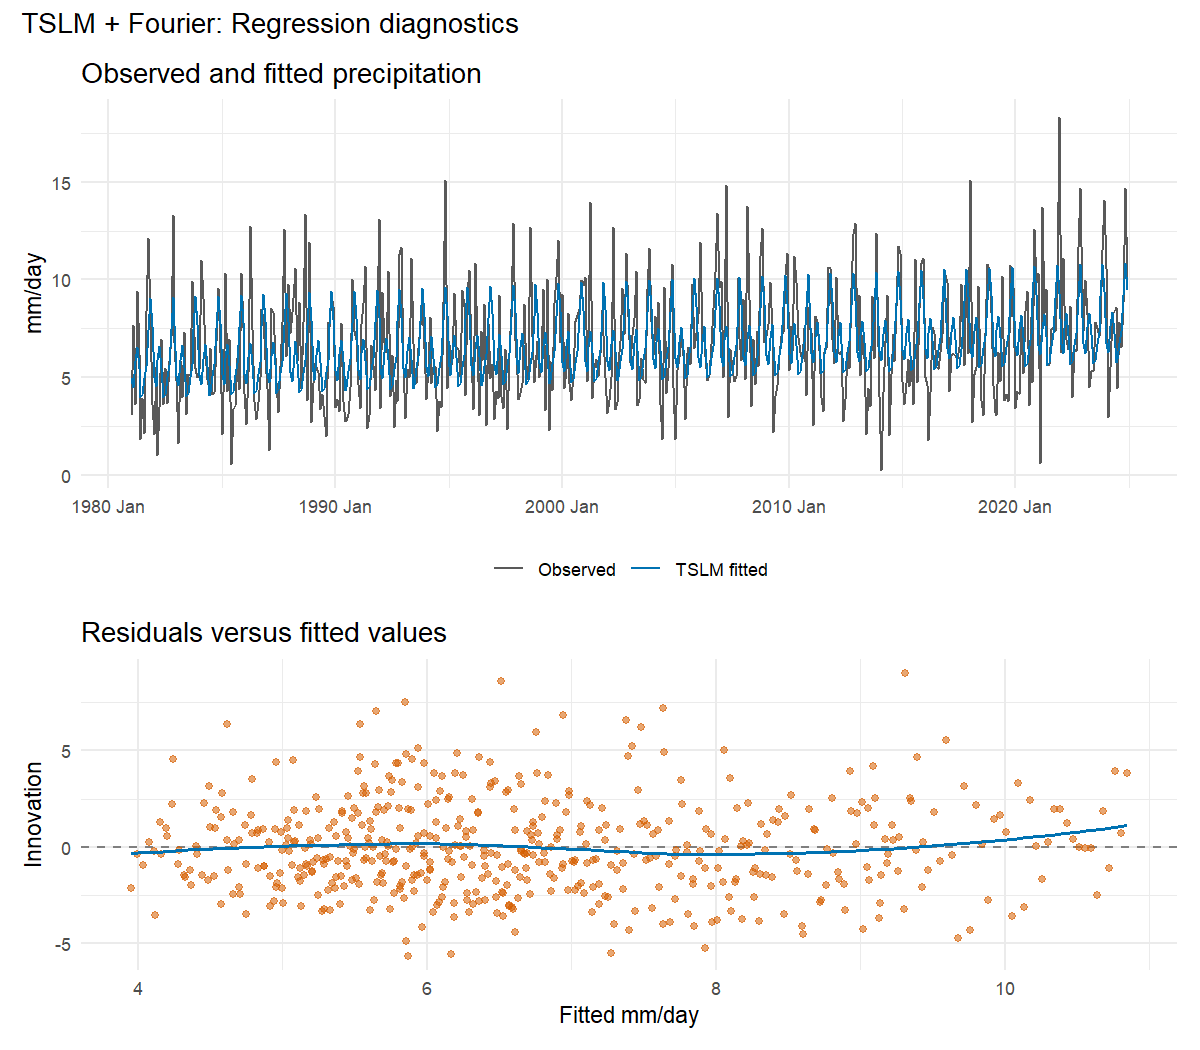 TSLM + Fourier: Regression diagnostics
Observed and fitted precipitation
mm/day
15
10
5
0
1980 Jan
1990 Jan
2000 Jan
2010 Jan
2020 Jan
Observed
TSLM fitted
Residuals versus fitted values
Innovation
5
0
-5
4
6
8
10
Fitted mm/day